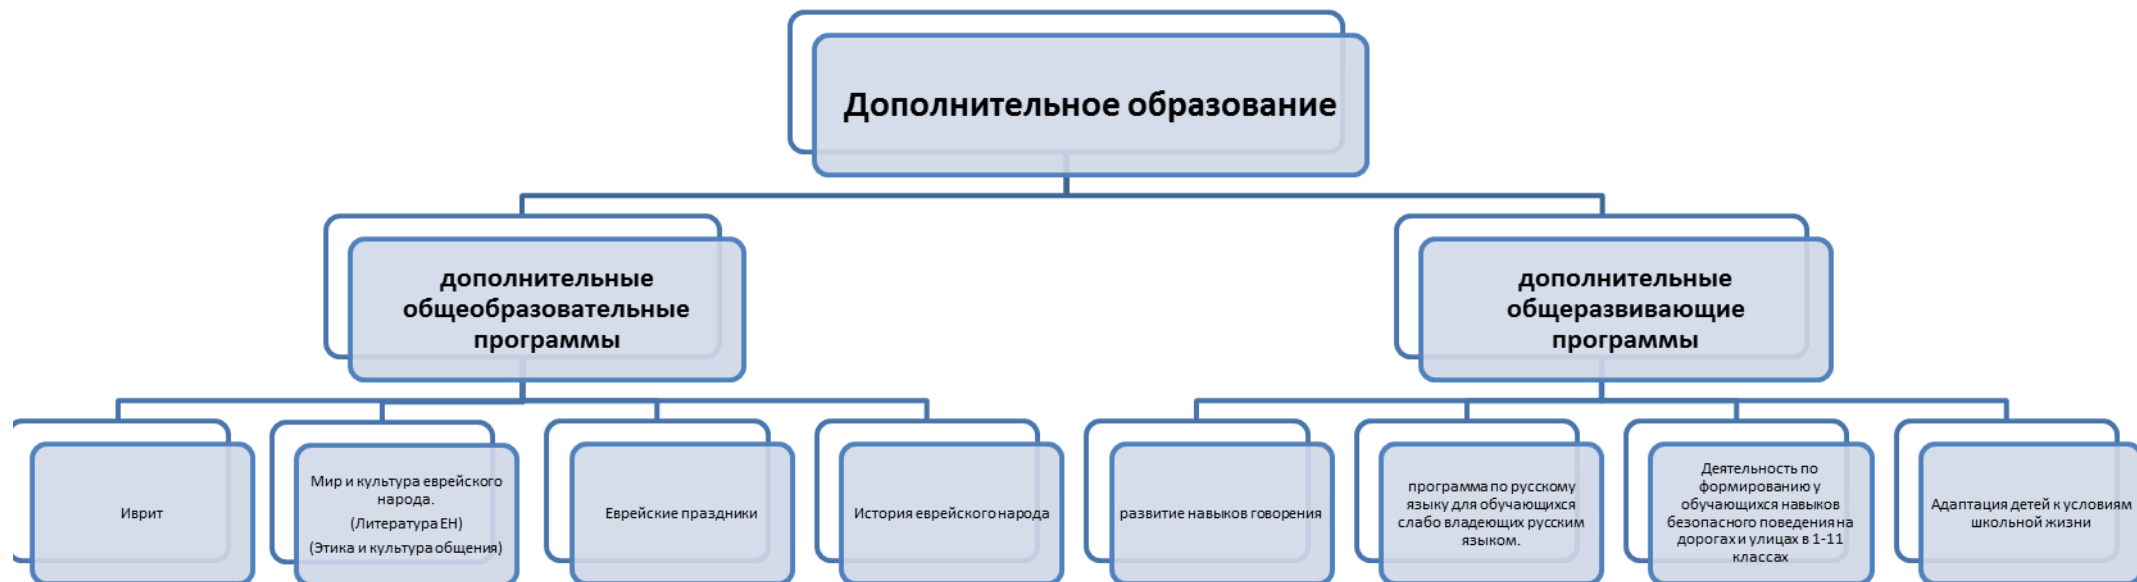 Дополнительное образование
дополнительные
общеобразовательные
программы
дополнительные
общеразвивающие
программы
Иврит
Мир и культура еврейского
народа.
(Литература ЕН)
(Этика и культура общения)
Еврейские праздники
История еврейского народа
развитие навыков говорения
программа по русскому
языку для обучающихся
слабо владеющих русским
языком.
Деятельность по
формированию у
обучающихся навыков
безопасного поведения на
дорогах и улицах в 1-11
классах
Адаптация детей к условиям
школьной жизни